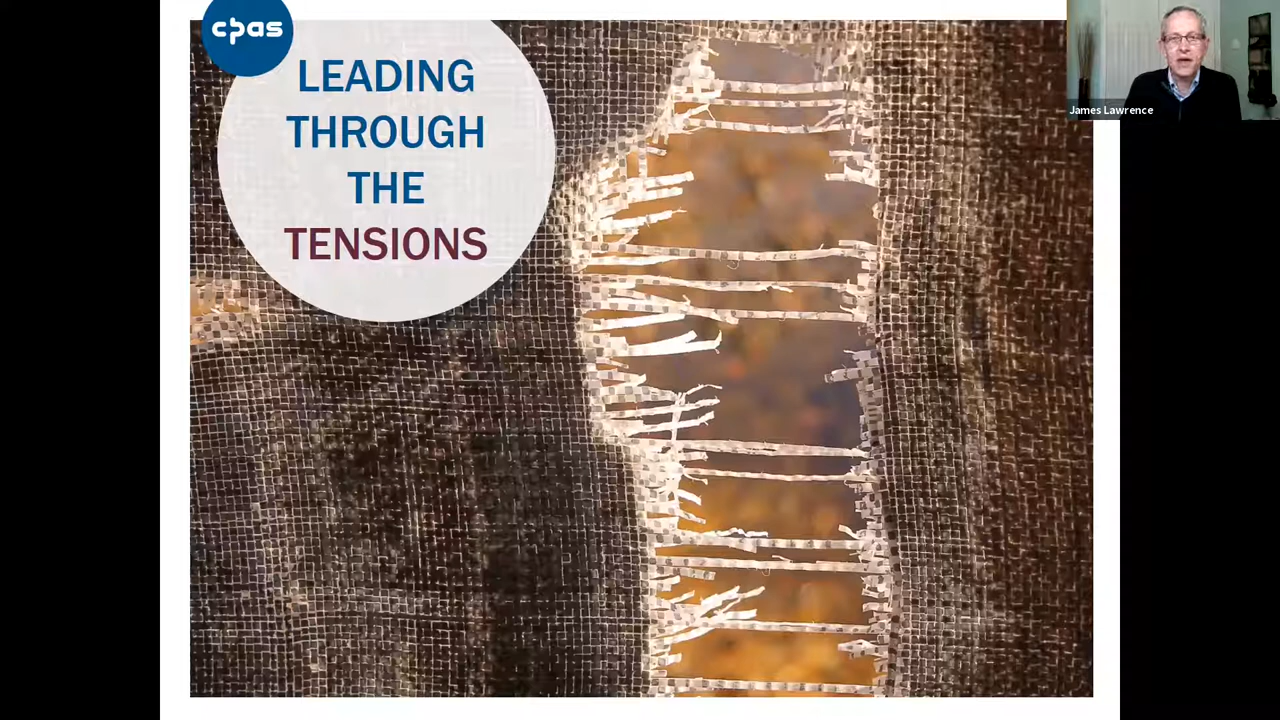 cpas
LEADING
THROUGH
THE
TENSIONS
James Lawrence